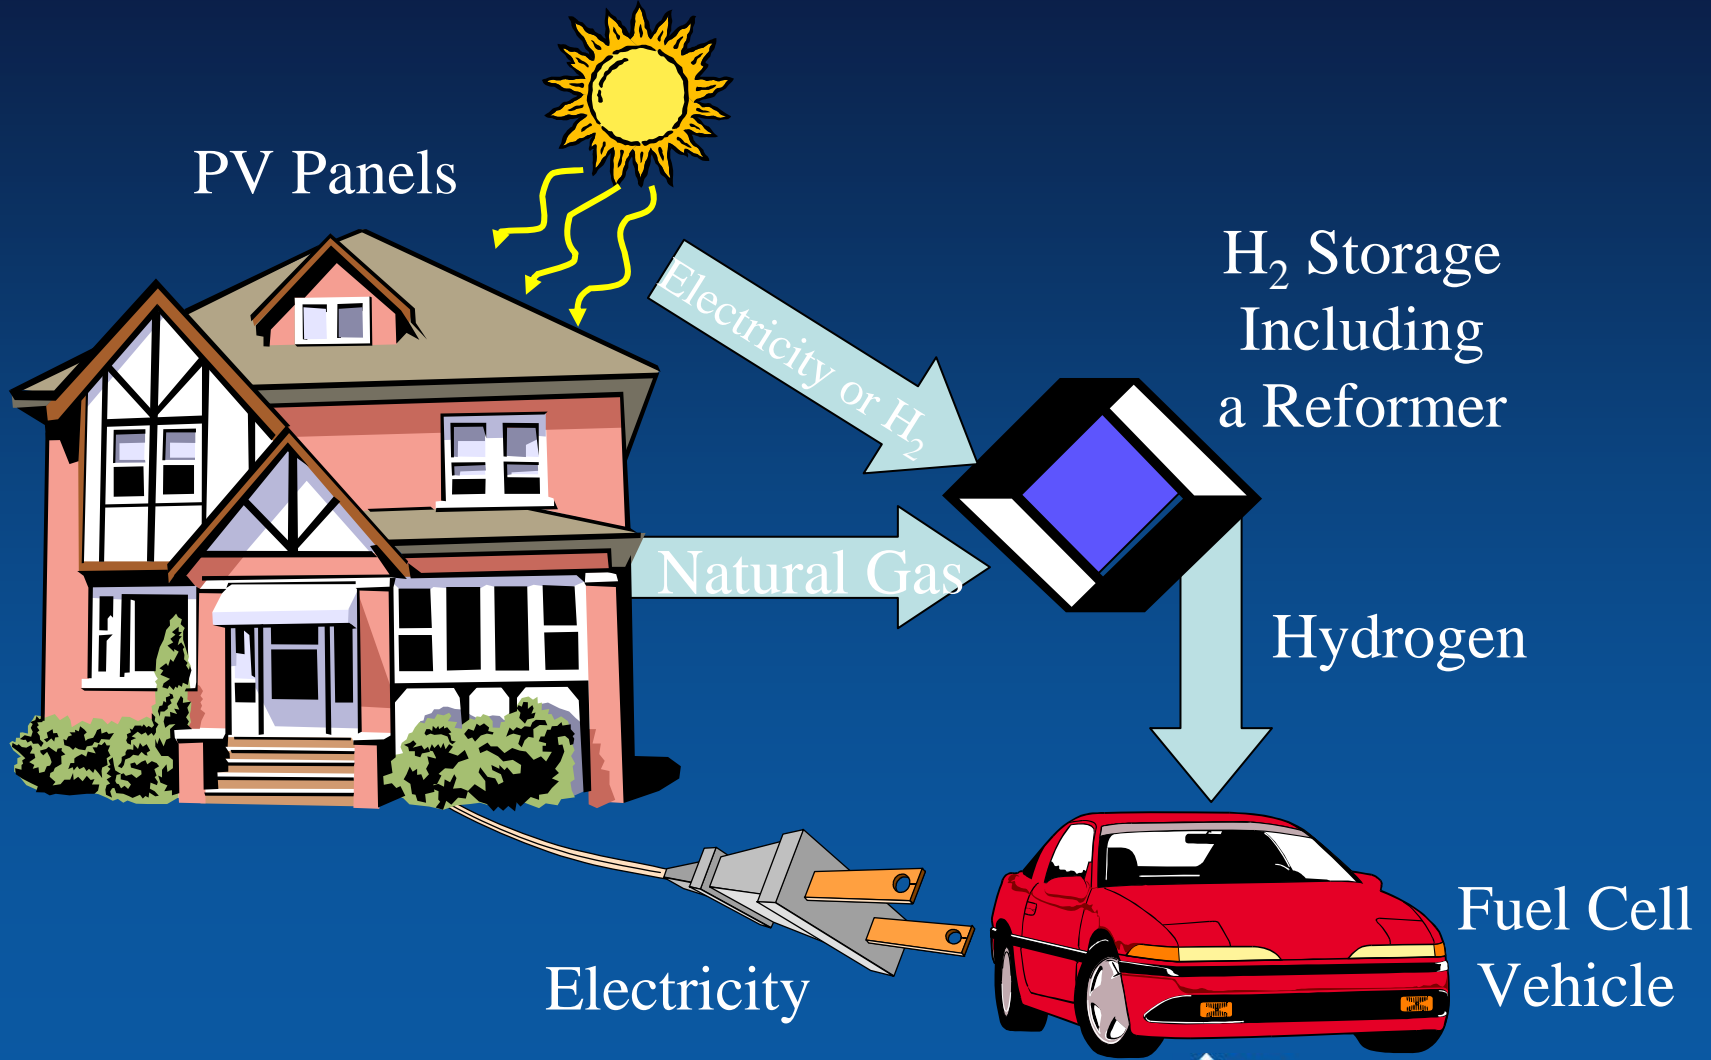 PV Panels
Electricity or H₂
H₂ Storage
Including
a Reformer
Natural Gas
Hydrogen
Fuel Cell
Vehicle
Electricity